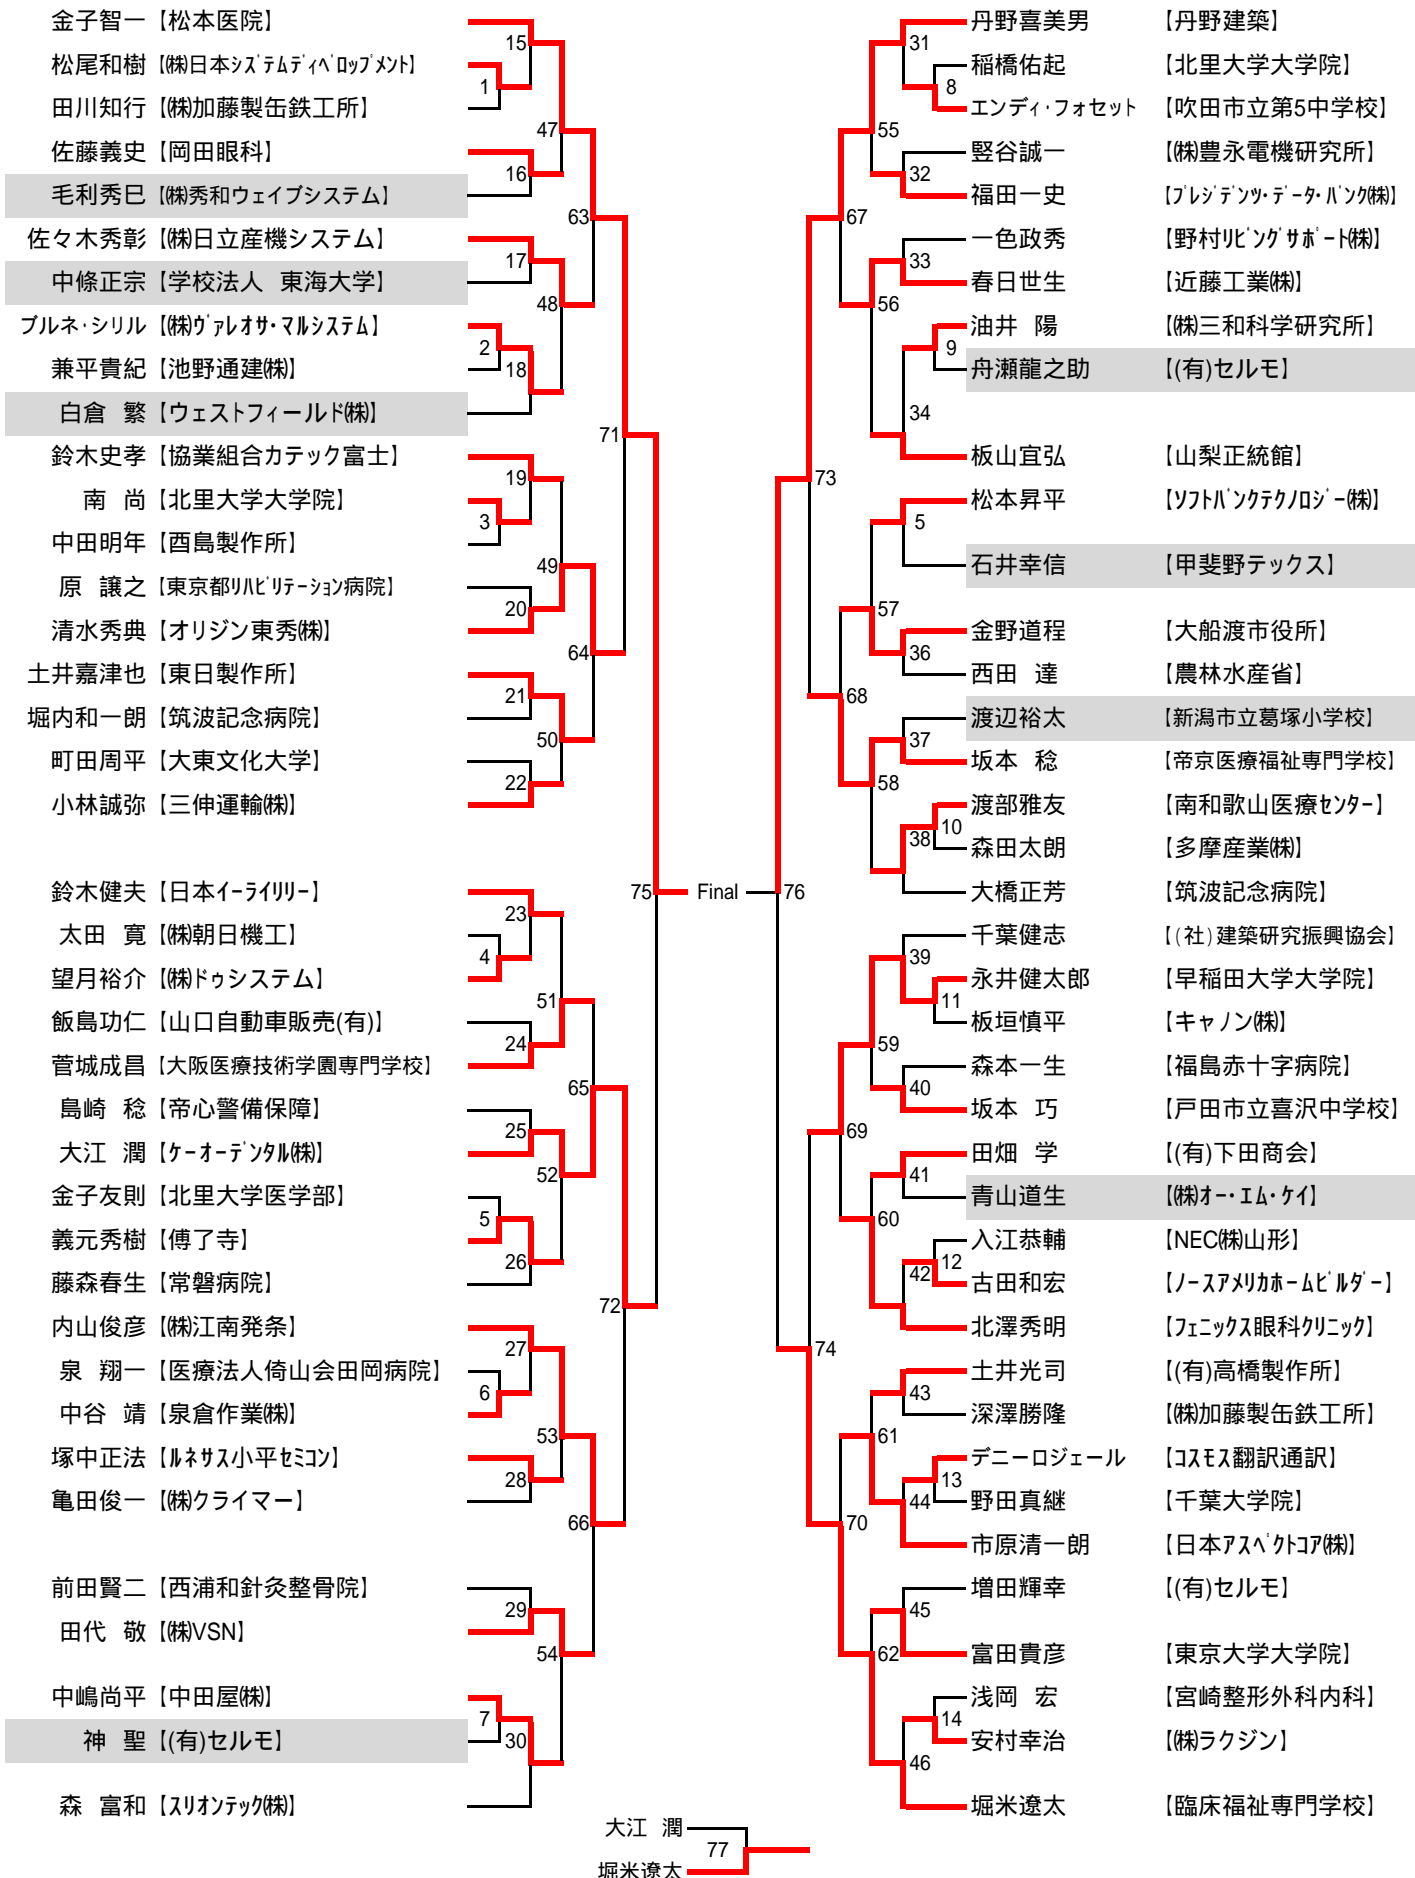 金子智一【松本医院】
15
松尾和樹【㈱日本ｼｽﾞﾃﾑﾃﾞｨﾍﾞﾛｯﾌﾟﾒﾝﾄ】
1
田川知行【㈱加藤製缶鉄工所】
47
佐藤義史【岡田眼科】
16
毛利秀巳【㈱秀和ウェイブシステム】
63
佐々木秀彰【㈱日立産機システム】
17
中條正宗【学校法人 東海大学】
48
ブルネ・シリル【㈱ｳﾞｧﾚｵｻ･ﾏﾙｼｽﾃﾑ】
2
兼平貴紀【池野通建㈱】
18
白倉 繁【ウェストフィールド㈱】
71
鈴木史孝【協業組合カテック富士】
19
南 尚【北里大学大学院】
3
中田明年【酉島製作所】
49
原 譲之【東京都ﾘﾊﾋﾞﾘﾃｰｼｮﾝ病院】
20
清水秀典【オリジン東秀㈱】
64
土井嘉津也【東日製作所】
21
堀内和一朗【筑波記念病院】
50
町田周平【大東文化大学】
22
小林誠弥【三伸運輸㈱】
75
鈴木健夫【日本ｲｰﾗｲﾘﾘｰ】
23
太田 寛【㈱朝日機工】
4
望月裕介【㈱ドゥシステム】
51
飯島功仁【山口自動車販売(有)】
24
菅城成昌【大阪医療技術学園専門学校】
65
島崎 稔【帝心警備保障】
25
大江 潤【ｹｰｵｰﾃﾞﾝﾀﾙ㈱】
52
金子友則【北里大学医学部】
5
義元秀樹【傅了寺】
26
藤森春生【常磐病院】
72
内山俊彦【㈱江南発条】
27
泉 翔一【医療法人倚山会田岡病院】
6
中谷 靖【泉倉作業㈱】
53
塚中正法【ﾙﾈｻｽ小平ｾﾐｺﾝ】
28
亀田俊一【㈱クライマー】
66
前田賢二【西浦和針灸整骨院】
29
田代 敬【㈱VSN】
54
中嶋尚平【中田屋㈱】
7
神 聖【(有)セルモ】
30
森 富和【ｽﾘｵﾝﾃｯｸ㈱】
Final
丹野喜美男【丹野建築】
31
稲橋佑起【北里大学大学院】
8
エンディ・フォセット【吹田市立第5中学校】
55
竪谷誠一【㈱豊永電機研究所】
32
福田一史【ﾌﾟﾚｼﾞﾃﾞﾝﾂ･ﾃﾞｰﾀ･ﾊﾞﾝｸ㈱】
67
一色政秀【野村ﾘﾋﾞﾝｸﾞｻﾎﾟｰﾄ㈱】
33
春日世生【近藤工業㈱】
56
油井 陽【㈱三和科学研究所】
9
舟瀬龍之助【(有)セルモ】
34
板山宜弘【山梨正統館】
73
松本昇平【ｿﾌﾄﾊﾞﾝｸﾃｸﾉﾛｼﾞｰ㈱】
5
石井幸信【甲斐野テックス】
57
金野道程【大船渡市役所】
36
西田 達【農林水産省】
68
渡辺裕太【新潟市立葛塚小学校】
37
坂本 稔【帝京医療福祉専門学校】
58
渡部雅友【南和歌山医療ｾﾝﾀｰ】
10
森田太朗【多摩産業㈱】
38
大橋正芳【筑波記念病院】
76
千葉健志【(社)建築研究振興協会】
39
永井健太郎【早稲田大学大学院】
11
板垣慎平【キャノン㈱】
59
森本一生【福島赤十字病院】
40
坂本 巧【戸田市立喜沢中学校】
69
田畑 学【(有)下田商会】
41
青山道生【㈱ｵｰ･ｴﾑ･ｹｲ】
60
入江恭輔【NEC㈱山形】
12
古田和宏【ﾉｰｽｱﾒﾘｶﾎｰﾑﾋﾞﾙﾀﾞｰ】
42
北澤秀明【ﾌｪﾆｯｸｽ眼科ｸﾘﾆｯｸ】
74
土井光司【(有)高橋製作所】
43
深澤勝隆【㈱加藤製缶鉄工所】
61
デニーロジェール【ｺｽﾓｽ翻訳通訳】
13
野田真継【千葉大学院】
44
市原清一朗【日本ｱｽﾍﾟｸﾄｺｱ㈱】
70
増田輝幸【(有)セルモ】
45
富田貴彦【東京大学大学院】
62
浅岡 宏【宮崎整形外科内科】
14
安村幸治【㈱ラクジン】
46
堀米遼太【臨床福祉専門学校】
大江 潤
77
堀米遼太